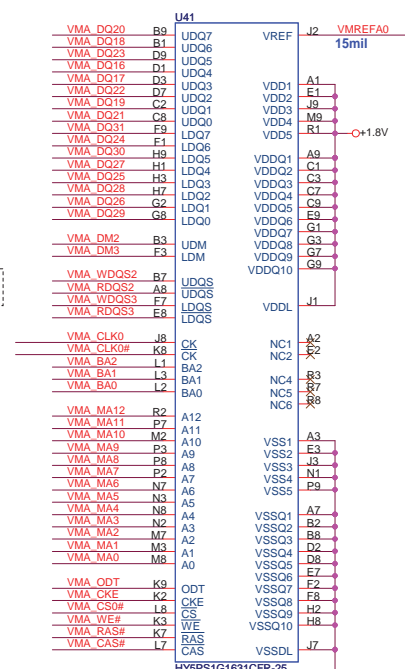 U41
VMA_DQ20 B9 UDQ7 VREF J2 VMREFA0
VMA_DQ18 B1 UDQ6 15mil
VMA_DQ23 D9 UDQ5
VMA_DQ16 D1 UDQ4
VMA_DQ17 D3 UDQ3 VDD1 A1
VMA_DQ22 D7 UDQ2 VDD2 E1
VMA_DQ19 C2 UDQ1 VDD3 J9
VMA_DQ21 C8 UDQ0 VDD4 M9
VMA_DQ31 F9 LDQ7 VDD5 R1 +1.8V
VMA_DQ24 F1 LDQ6
VMA_DQ30 H9 LDQ5 VDDQ1 A9
VMA_DQ27 H1 LDQ4 VDDQ2 C1
VMA_DQ25 H3 LDQ3 VDDQ3 C3
VMA_DQ28 H7 LDQ2 VDDQ4 C7
VMA_DQ26 G2 LDQ1 VDDQ5 C9
VMA_DQ29 G8 LDQ0 VDDQ6 E9
VDDQ7 G1
VMA_DM2 B3 UDM VDDQ8 G3
VMA_DM3 F3 LDM VDDQ9 G7
VDDQ10 G9
VMA_WDQS2 B7 UDQS
VMA_RDQS2 A8 UDQS
VMA_WDQS3 F7 LDQS VDDL J1
VMA_RDQS3 E8 LDQS
VMA_CLK0 J8 CK NC1 A2
VMA_CLK0# K8 CK NC2 E2
VMA_BA2 L1 BA2
VMA_BA1 L3 BA1 NC4 R3
VMA_BA0 L2 BA0 NC5 R7
NC6 R8
VMA_MA12 R2 A12
VMA_MA11 P7 A11
VMA_MA10 M2 A10 VSS1 A3
VMA_MA9 P3 A9 VSS2 E3
VMA_MA8 P8 A8 VSS3 J3
VMA_MA7 P2 A7 VSS4 N1
VMA_MA6 N7 A6 VSS5 P9
VMA_MA5 N3 A5
VMA_MA4 N8 A4 VSSQ1 A7
VMA_MA3 N2 A3 VSSQ2 B2
VMA_MA2 M7 A2 VSSQ3 B8
VMA_MA1 M3 A1 VSSQ4 D2
VMA_MA0 M8 A0 VSSQ5 D8
VSSQ6 E7
VMA_ODT K9 ODT VSSQ7 F2
VMA_CKE K2 CKE VSSQ8 F8
VMA_CS0# L8 CS VSSQ9 H2
VMA_WE# K3 WE VSSQ10 H8
VMA_RAS# K7 RAS
VMA_CAS# L7 CAS VSSDL J7
HY5PS1G1631CFR-25